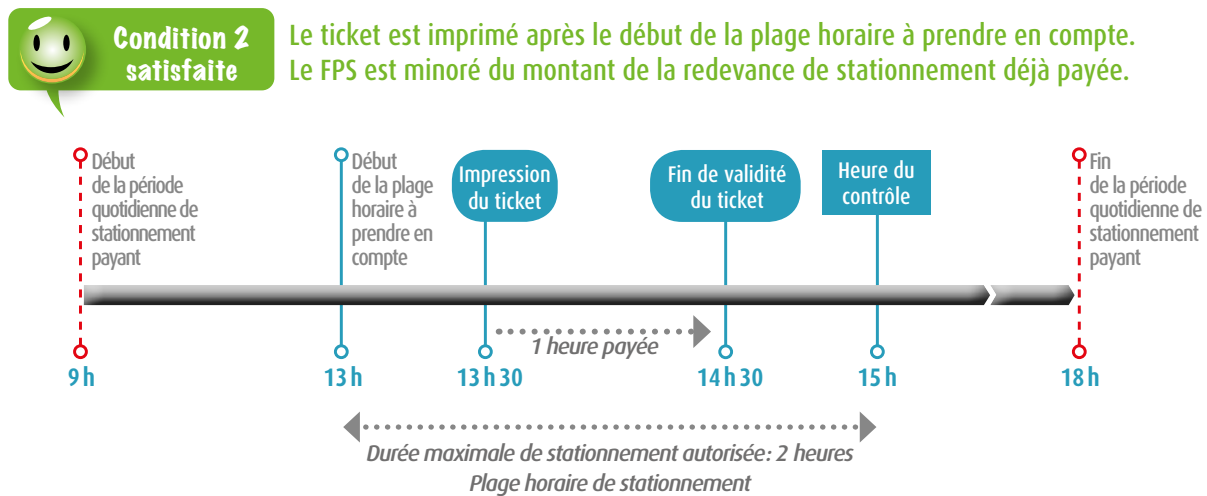 Condition 2
satisfaite
Le ticket est imprimé après le début de la plage horaire à prendre en compte.
Le FPS est minoré du montant de la redevance de stationnement déjà payée.
Début
de la période
quotidienne de
stationnement
payant
Début
de la plage
horaire à
prendre en
compte
Impression
du ticket
Fin de validité
du ticket
Heure du
contrôle
Fin
de la période
quotidienne de
stationnement
payant
1 heure payée
9 h
13 h
13 h 30
14 h 30
15 h
18 h
Durée maximale de stationnement autorisée : 2 heures
Plage horaire de stationnement